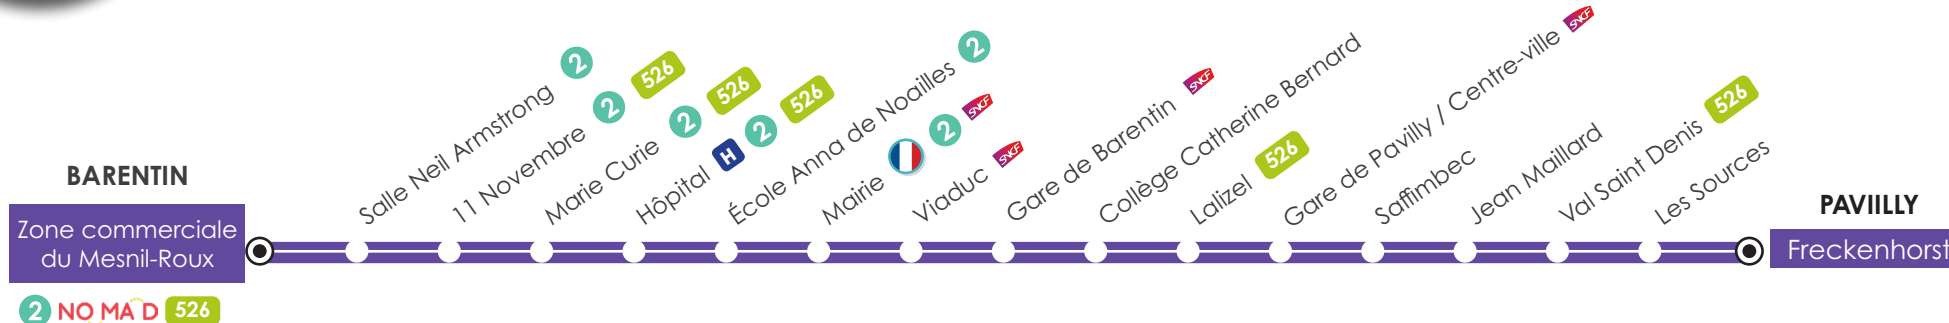 BARENTIN
Zone commerciale
du Mesnil-Roux
2 NOMAD 526
Salle Neil Armstrong 2
11 Novembre 2 526
Marie Curie 2 526
Hôpital H 2 526
École Anna de Noailles 2
Mairie 2 SNCF
Viaduc SNCF
Gare de Barentin SNCF
Collège Catherine Bernard
Lalizel 526
Gare de Pavilly / Centre-ville SNCF
Saffimbec
Jean Maillard
Val Saint Denis 526
Les Sources
PAVIILLY
Freckenhorst